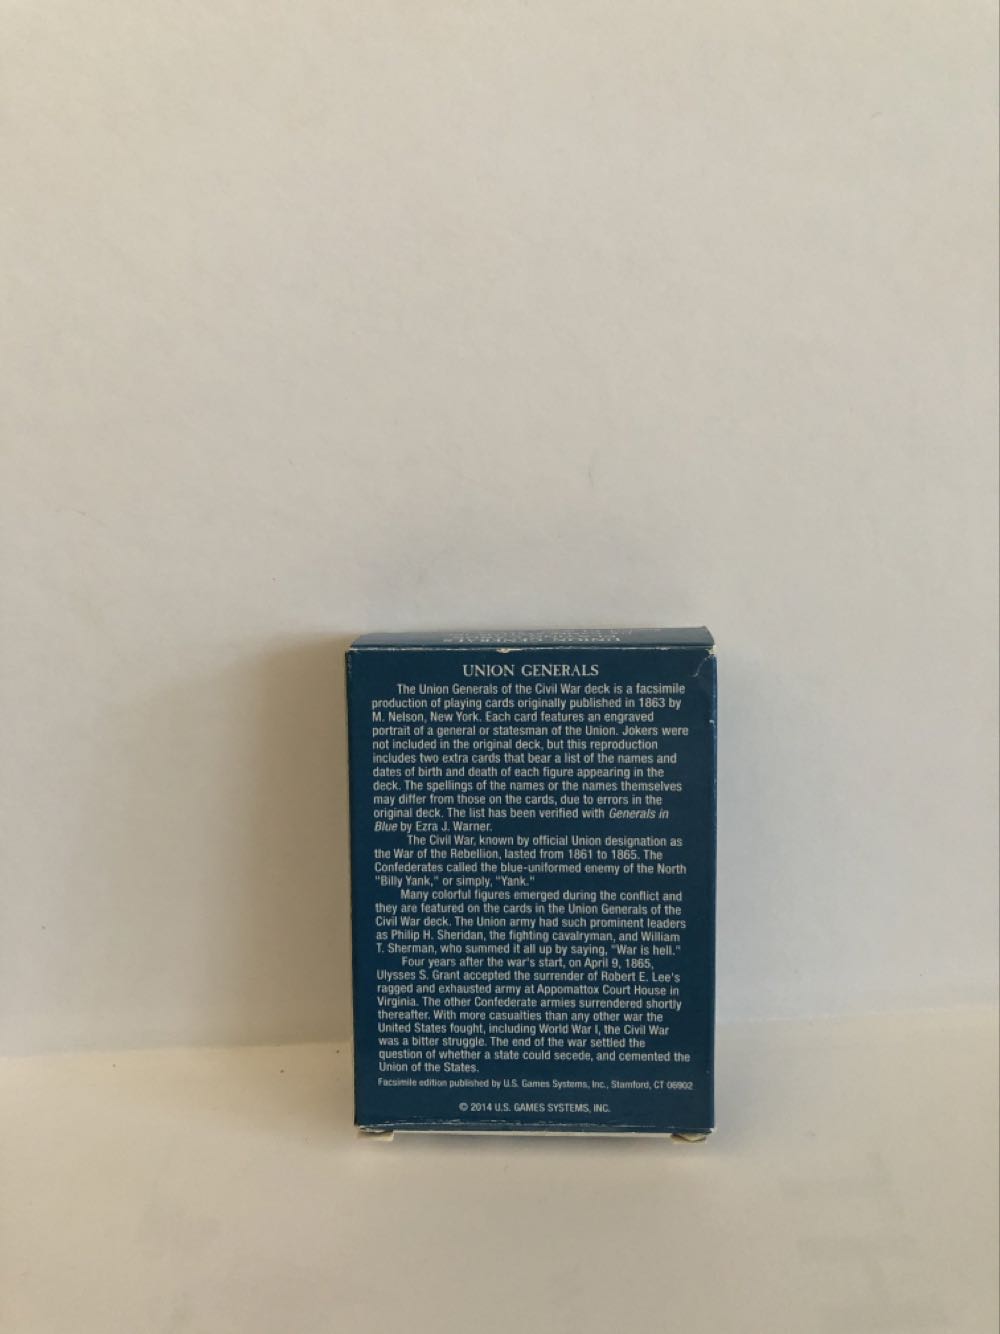 UNION GENERALS
UNION GENERALS
The Union Generals of the Civil War deck is a facsimile
production of playing cards originally published in 1863 by
M. Nelson, New York. Each card features an engraved
portrait of a general or statesman of the Union. Jokers were
not included in the original deck, but this reproduction
includes two extra cards that bear a list of the names and
dates of birth and death of each figure appearing in the
deck. The spellings of the names or the names themselves
may differ from those on the cards, due to errors in the
original deck. The list has been verified with Generals in
Blue by Ezra J. Warner.
The Civil War, known by official Union designation as
the War of the Rebellion, lasted from 1861 to 1865. The
Confederates called the blue-uniformed enemy of the North
"Billy Yank," or simply, "Yank."
Many colorful figures emerged during the conflict and
they are featured on the cards in the Union Generals of the
Civil War deck. The Union army had such prominent leaders
as Philip H. Sheridan, the fighting cavalryman, and William
T. Sherman, who summed it all up by saying, "War is hell."
Four years after the war's start, on April 9, 1865,
Ulysses S. Grant accepted the surrender of Robert E. Lee's
ragged and exhausted army at Appomattox Court House in
Virginia. The other Confederate armies surrendered shortly
thereafter. With more casualties than any other war the
United States fought, including World War I, the Civil War
was a bitter struggle. The end of the war settled the
question of whether a state could secede, and cemented the
Union of the States.
Facsimile edition published by U.S. Games Systems, Inc., Stamford, CT 06902
© 2014 U.S. GAMES SYSTEMS, INC.